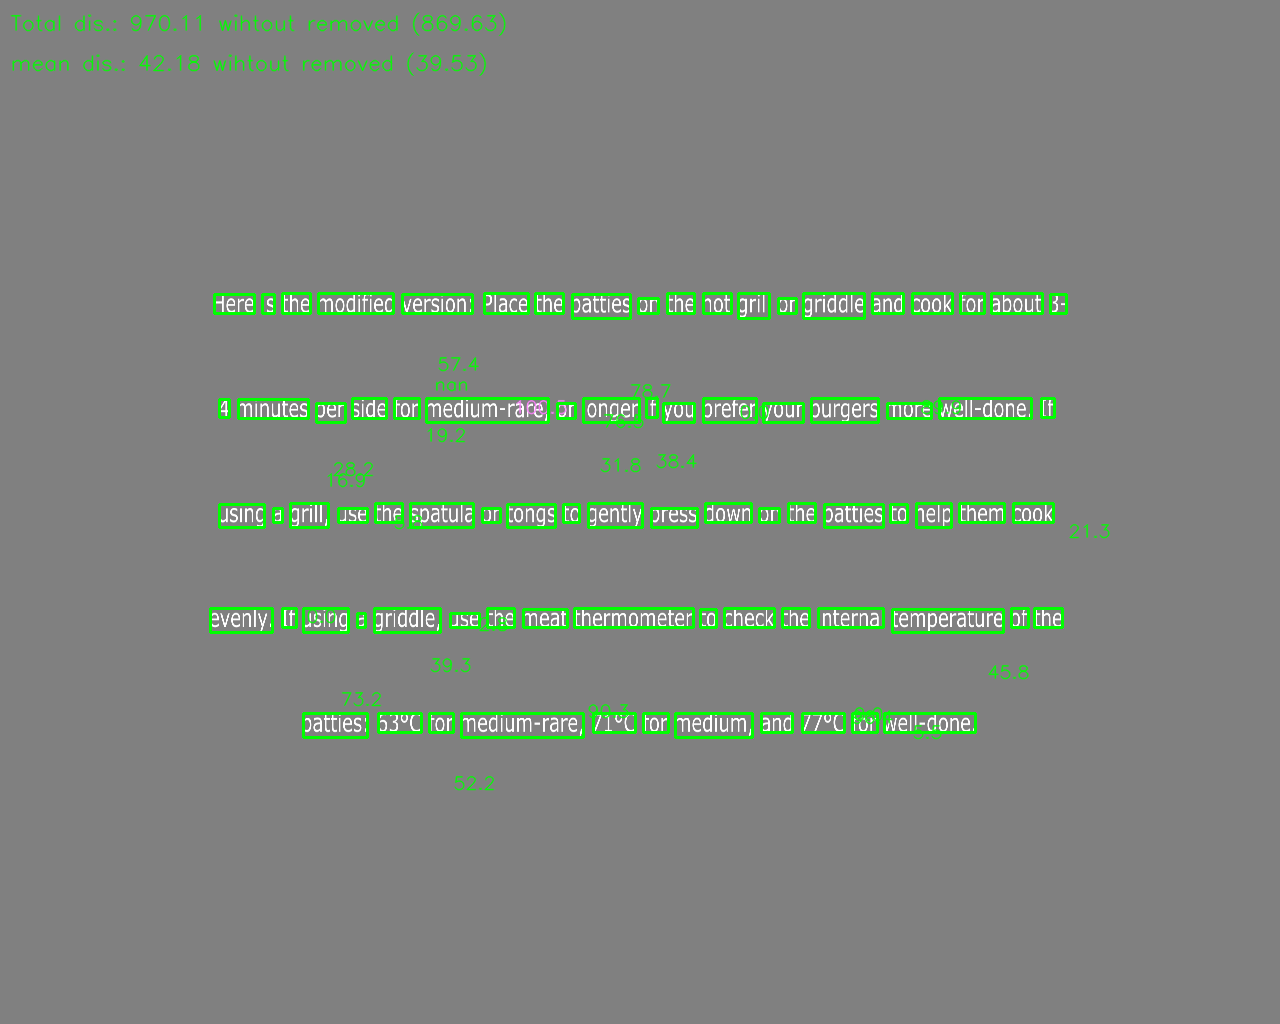 Total dis.: 970.11 wihtout removed (869.63)
mean dis.: 42.18 wihtout removed (39.53)
Here is the modified version: Place the patties on the hot grill or griddle and cook for about 3-
57.4
nan
78.7
4 minutes per side for medium-rare, or longer if you prefer your burgers more well-done. If
100.5
19.2
31.8
38.4
28.2
16.9
using a grill, use the spatula or tongs to gently press down on the patties to help them cook
21.3
evenly. If using a griddle, use the meat thermometer to check the internal temperature of the
39.3
45.8
73.2
99.3
patties: 63ºC for medium-rare, 71ºC for medium, and 77ºC for well-done.
52.2